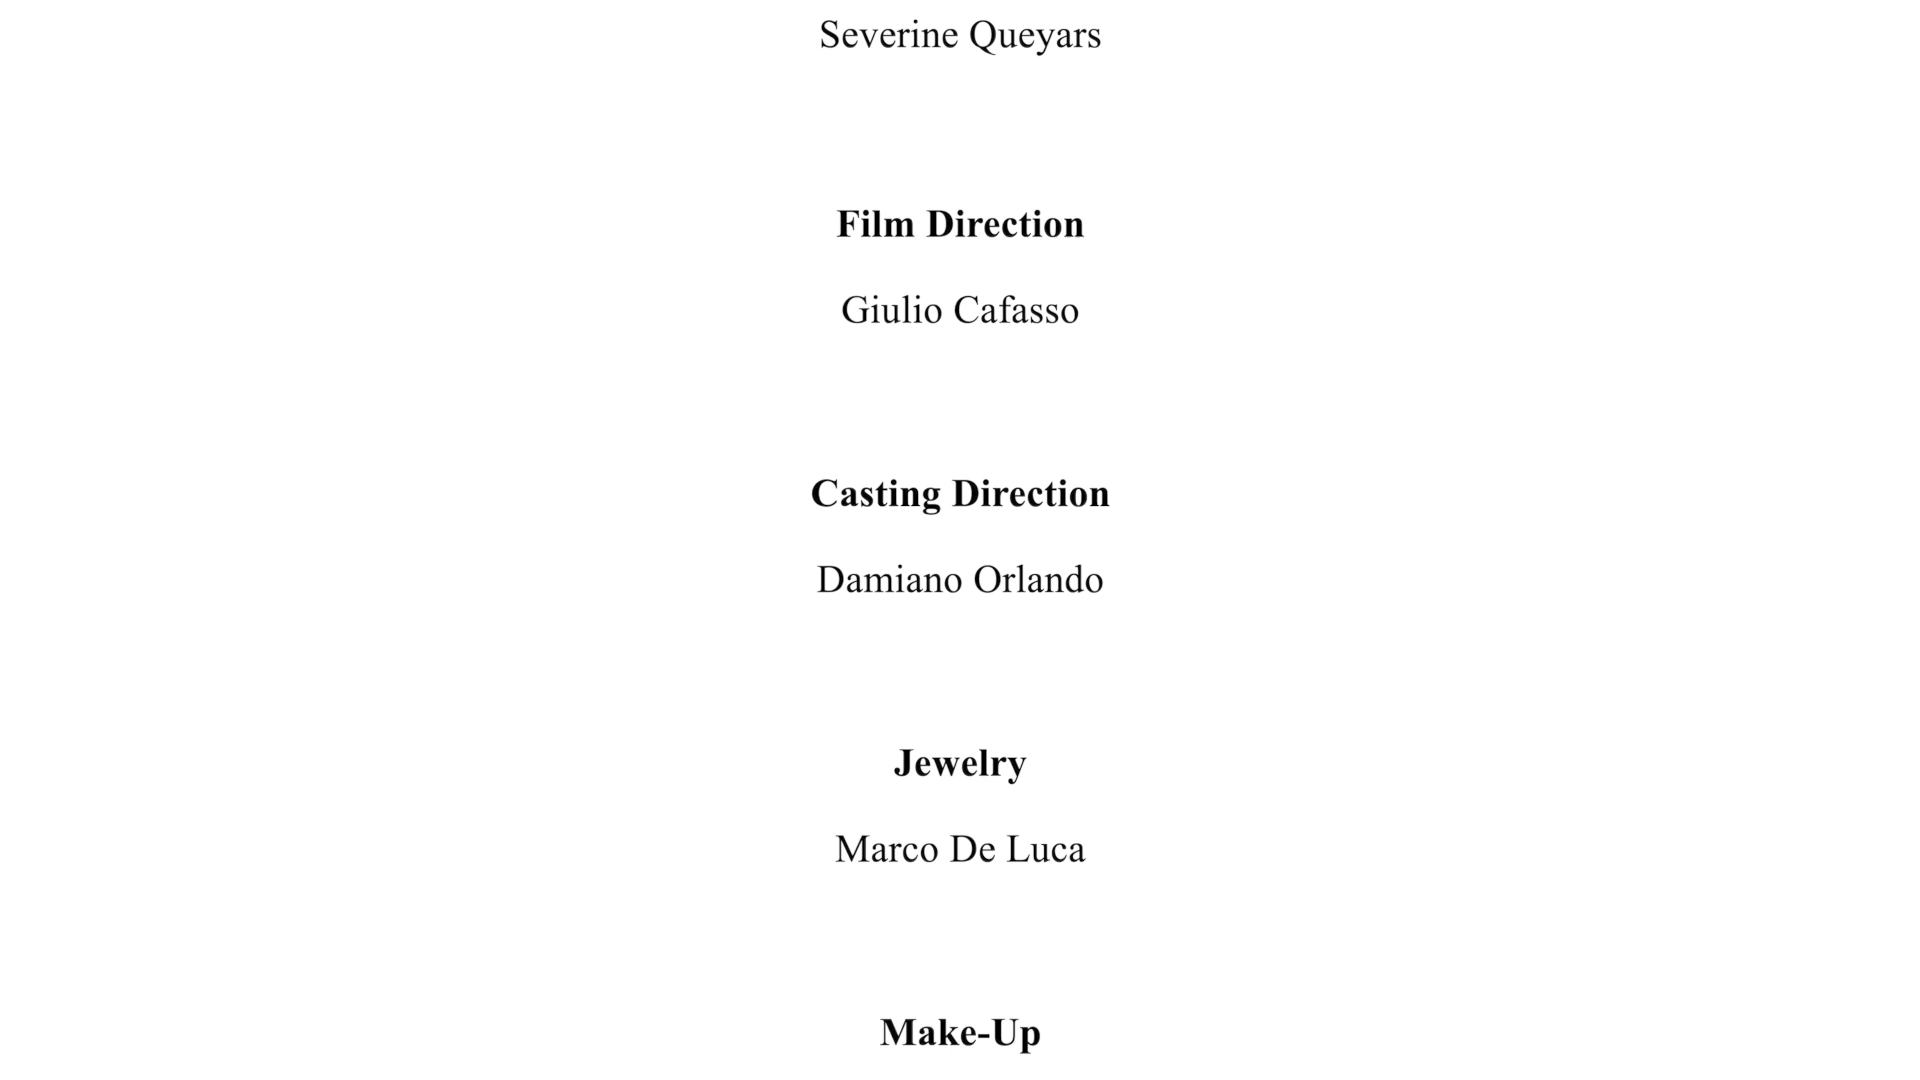 Severine Queyars
Film Direction
Giulio Cafasso
Casting Direction
Damiano Orlando
Jewelry
Marco De Luca
Make-Up